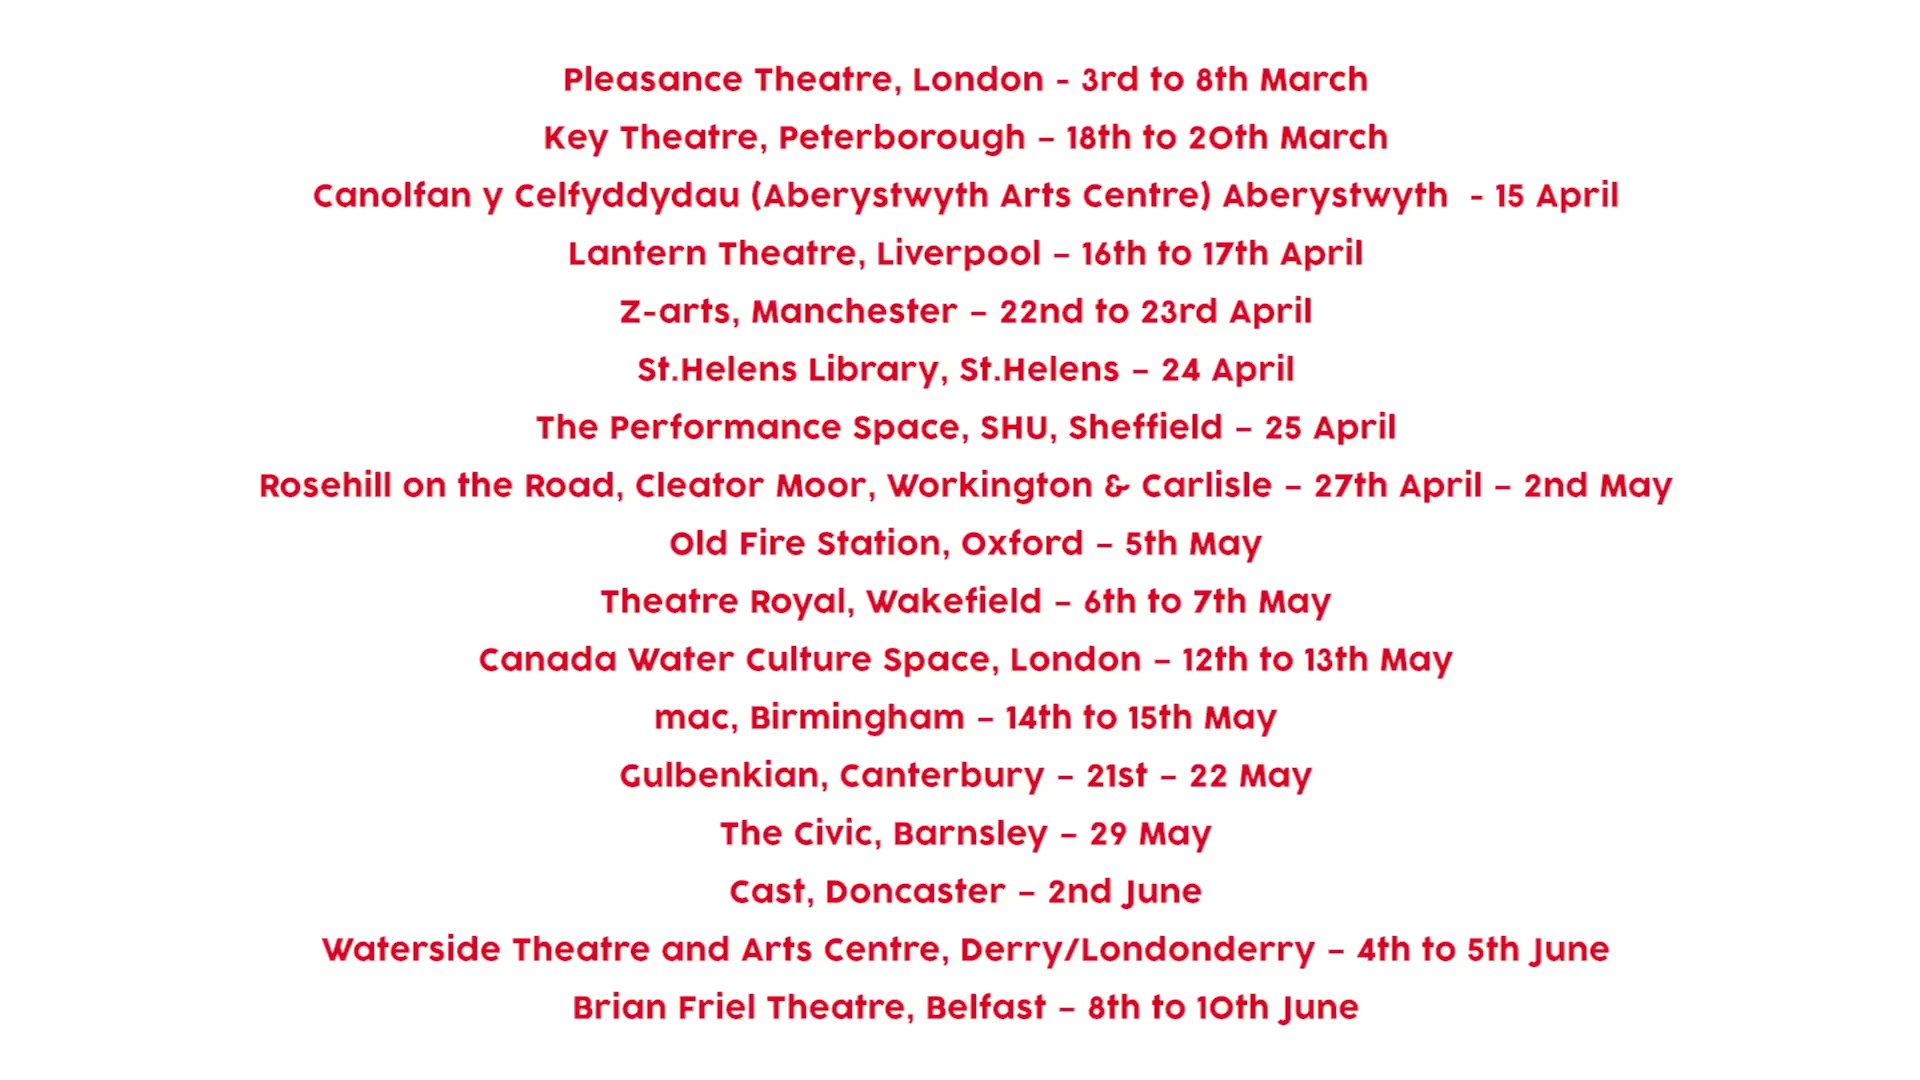 Pleasance Theatre, London - 3rd to 8th March
Key Theatre, Peterborough – 18th to 20th March
Canolfan y Celfyddydau (Aberystwyth Arts Centre) Aberystwyth  - 15 April
Lantern Theatre, Liverpool – 16th to 17th April
Z-arts, Manchester – 22nd to 23rd April
St.Helens Library, St.Helens – 24 April
The Performance Space, SHU, Sheffield – 25 April
Rosehill on the Road, Cleator Moor, Workington & Carlisle – 27th April – 2nd May
Old Fire Station, Oxford – 5th May
Theatre Royal, Wakefield – 6th to 7th May
Canada Water Culture Space, London – 12th to 13th May
mac, Birmingham – 14th to 15th May
Gulbenkian, Canterbury – 21st – 22 May
The Civic, Barnsley – 29 May
Cast, Doncaster – 2nd June
Waterside Theatre and Arts Centre, Derry/Londonderry – 4th to 5th June
Brian Friel Theatre, Belfast – 8th to 10th June